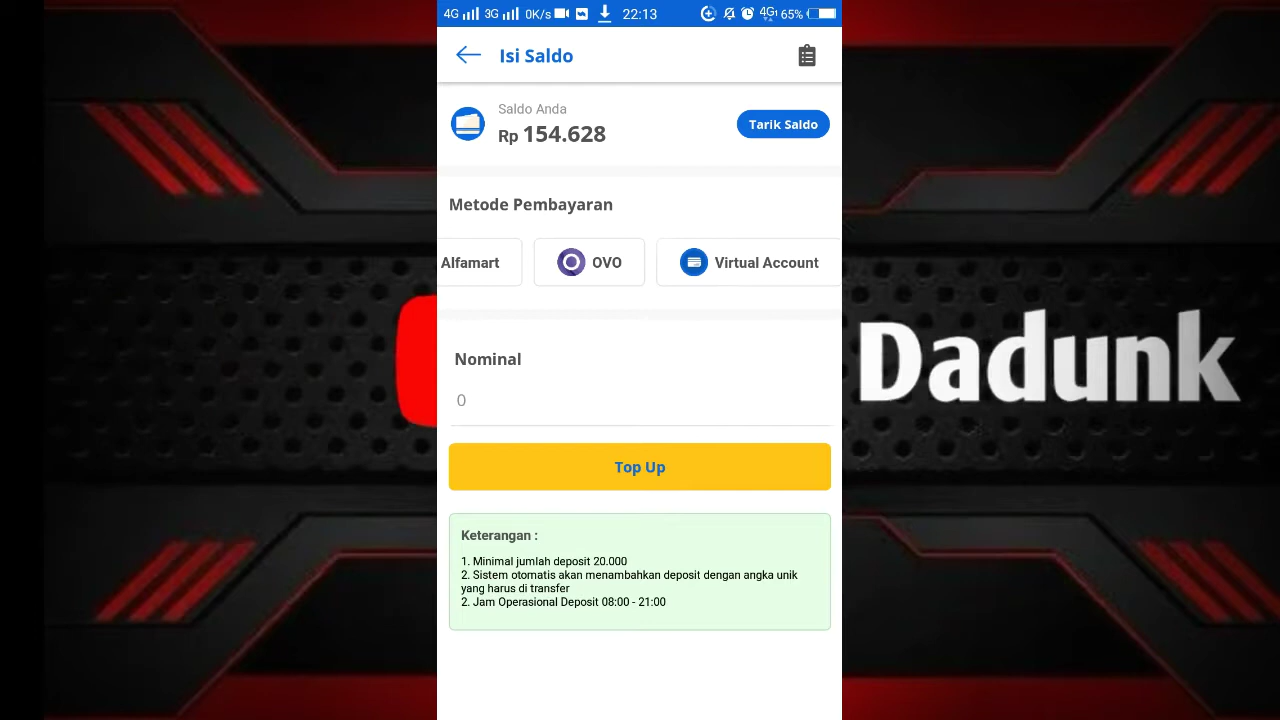 4G 3G 0K/s 22:13 4G 65%
Isi Saldo
Saldo Anda
Rp 154.628
Tarik Saldo
Metode Pembayaran
Alfamart
OVO
Virtual Account
Nominal
0
Top Up
Keterangan :
1. Minimal jumlah deposit 20.000
2. Sistem otomatis akan menambahkan deposit dengan angka unik
yang harus di transfer
2. Jam Operasional Deposit 08:00 - 21:00
Dadunk